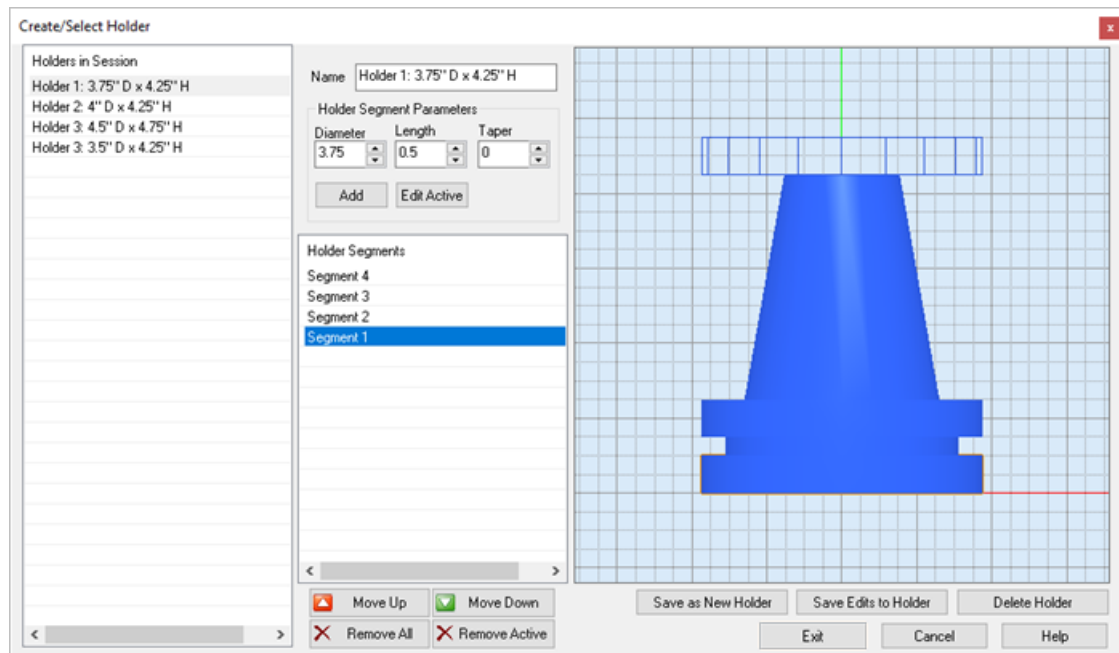 Create/Select Holder
x
Holders in Session
Holder 1: 3.75" D x 4.25" H
Holder 2: 4" D x 4.25" H
Holder 3: 4.5" D x 4.75" H
Holder 3: 3.5" D x 4.25" H
Name Holder 1: 3.75" D x 4.25" H
Holder Segment Parameters
Diameter Length Taper
3.75 0.5 0
Add Edit Active
Holder Segments
Segment 4
Segment 3
Segment 2
Segment 1
Move Up Move Down
Remove All Remove Active
Save as New Holder Save Edits to Holder Delete Holder
Exit Cancel Help